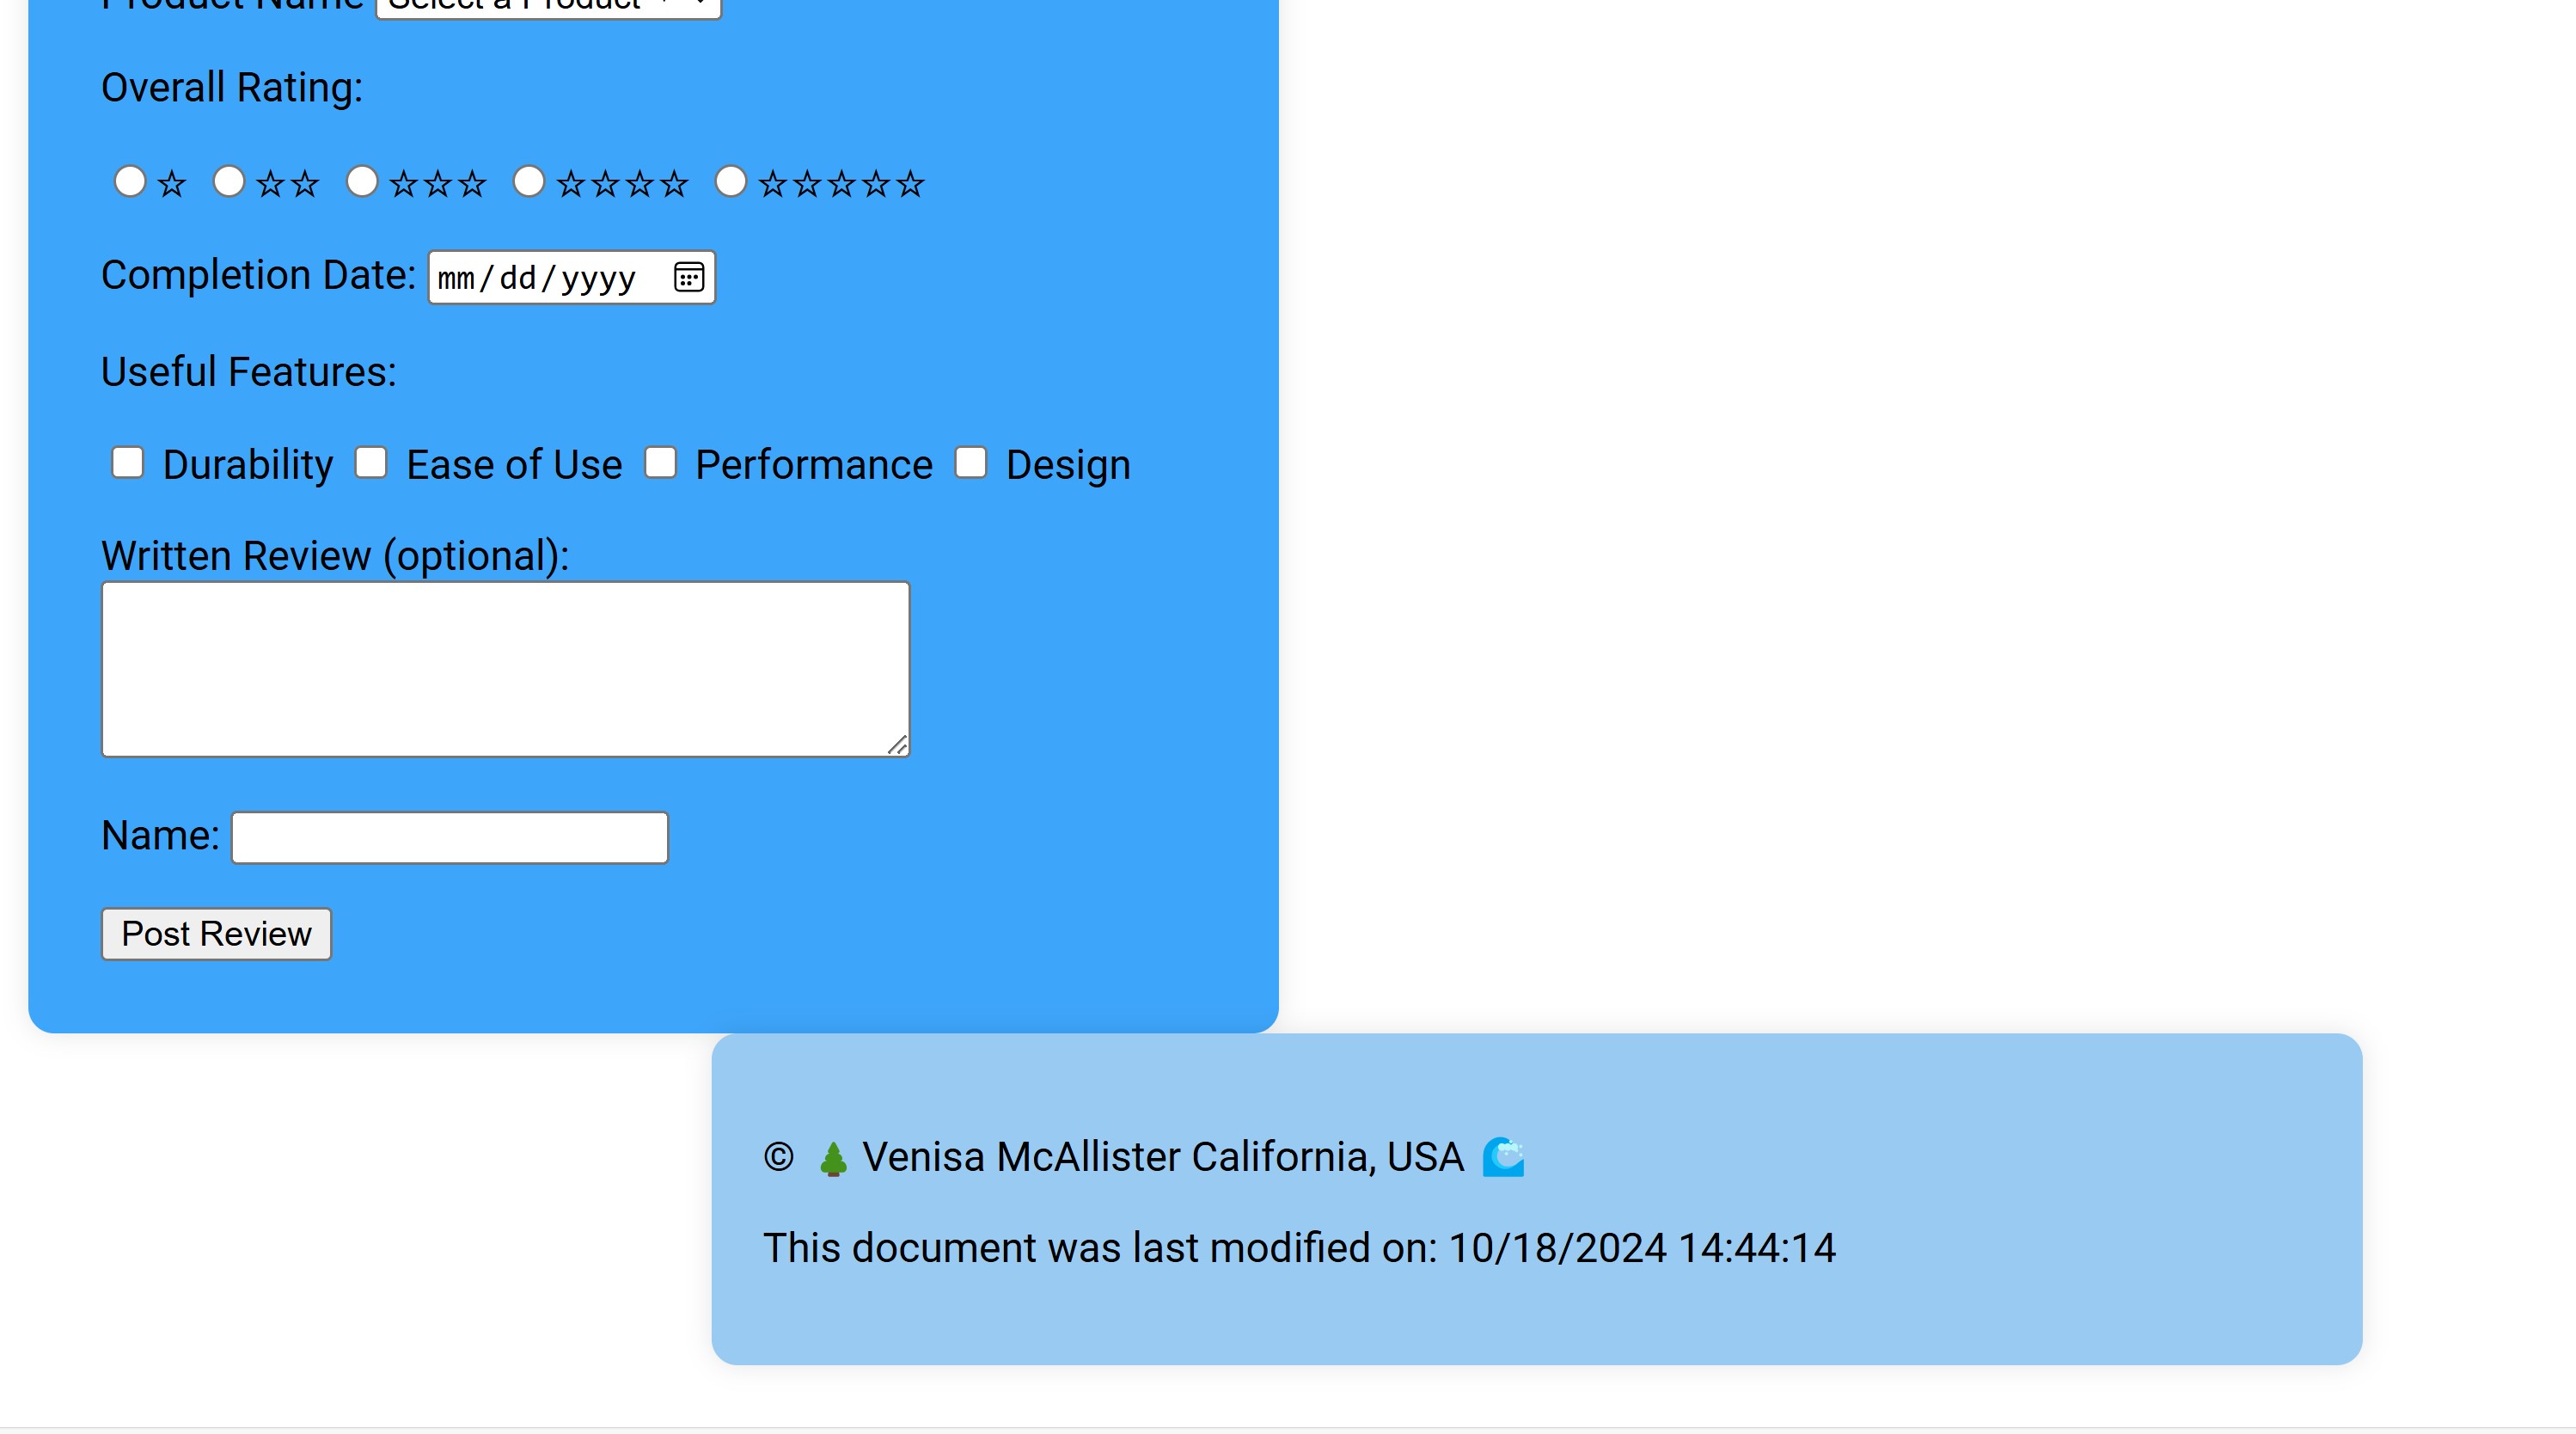 Product Name Select a Product
Overall Rating:
☆ ☆☆ ☆☆☆ ☆☆☆☆ ☆☆☆☆☆
Completion Date: mm/dd/yyyy
Useful Features:
Durability Ease of Use Performance Design
Written Review (optional):
Name:
Post Review
© 🌲 Venisa McAllister California, USA 🌊
This document was last modified on: 10/18/2024 14:44:14